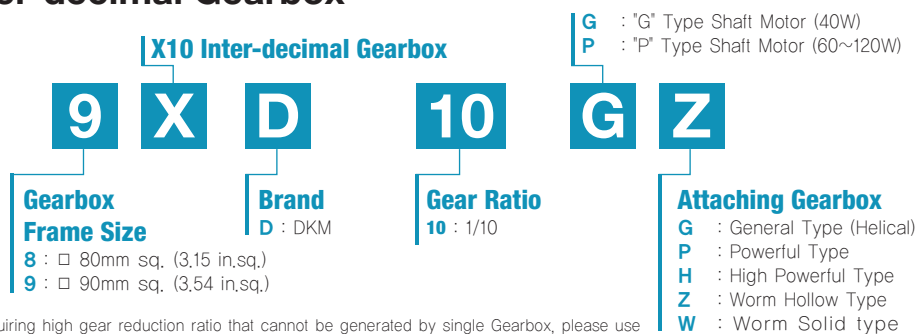 G : "G" Type Shaft Motor (40W)
P : "P" Type Shaft Motor (60~120W)
X10 Inter-decimal Gearbox
9 X D 10 G Z
Gearbox
Frame Size
8 : □ 80mm sq. (3.15 in.sq.)
9 : □ 90mm sq. (3.54 in.sq.)
Brand
D : DKM
Gear Ratio
10 : 1/10
Attaching Gearbox
G : General Type (Helical)
P : Powerful Type
H : High Powerful Type
Z : Worm Hollow Type
W : Worm Solid type
high gear reduction ratio that cannot be generated by single Gearbox, please use